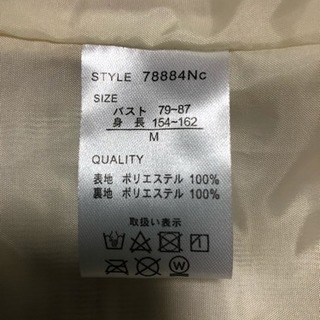 STYLE 78884Nc
SIZE
バスト 79~87
身 長 154~162
M
QUALITY
表地 ポリエステル 100%
裏地 ポリエステル 100%
取扱い表示
W